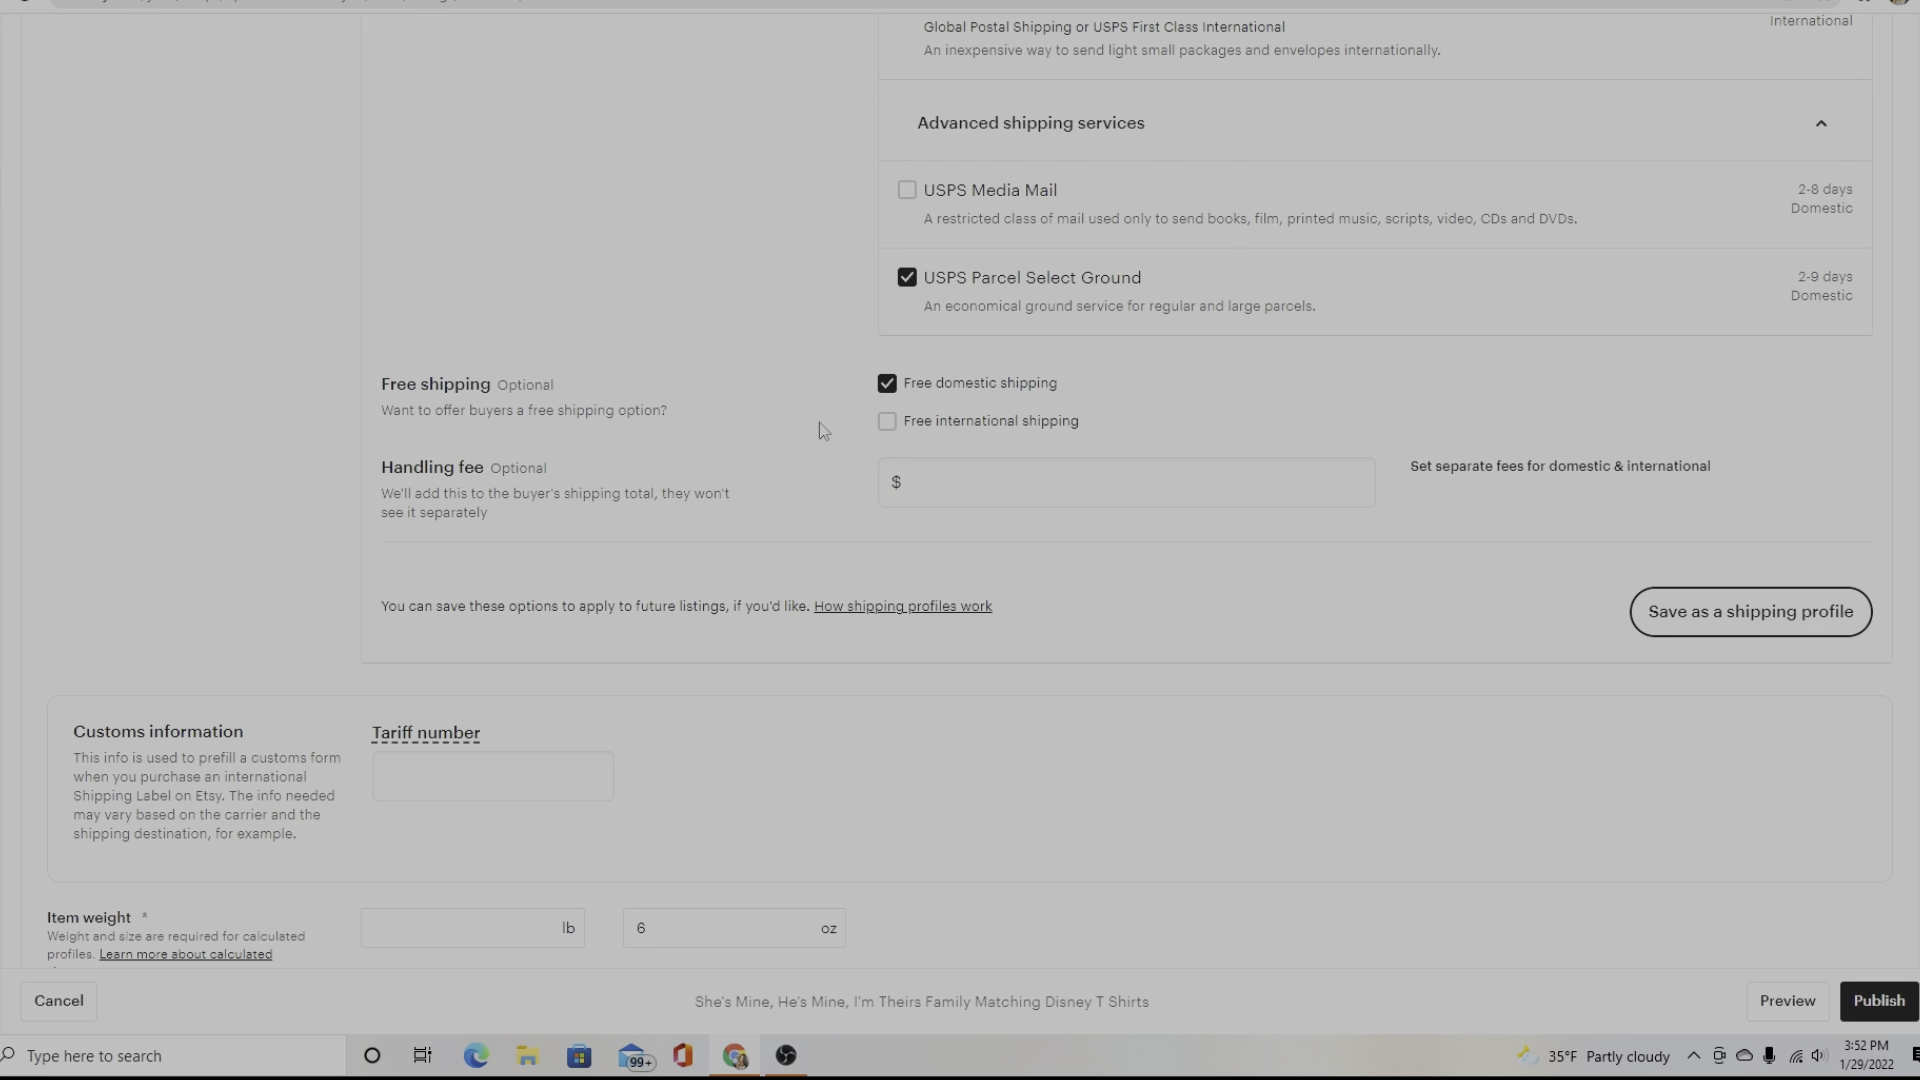 International
Global Postal Shipping or USPS First Class International
An inexpensive way to send light small packages and envelopes internationally.
Advanced shipping services
USPS Media Mail
2-8 days
A restricted class of mail used only to send books, film, printed music, scripts, video, CDs and DVDs.
Domestic
USPS Parcel Select Ground
2-9 days
An economical ground service for regular and large parcels.
Domestic
Free shipping Optional
Want to offer buyers a free shipping option?
Free domestic shipping
Free international shipping
Handling fee Optional
We'll add this to the buyer's shipping total, they won't
see it separately
$
Set separate fees for domestic & international
You can save these options to apply to future listings, if you'd like. How shipping profiles work
Save as a shipping profile
Customs information
This info is used to prefill a customs form
when you purchase an international
Shipping Label on Etsy. The info needed
may vary based on the carrier and the
shipping destination, for example.
Tariff number
Item weight *
Weight and size are required for calculated
profiles. Learn more about calculated
lb
6 oz
Cancel
She's Mine, He's Mine, I'm Theirs Family Matching Disney T Shirts
Preview
Publish
Type here to search
99+
35°F Partly cloudy
3:52 PM
1/29/2022